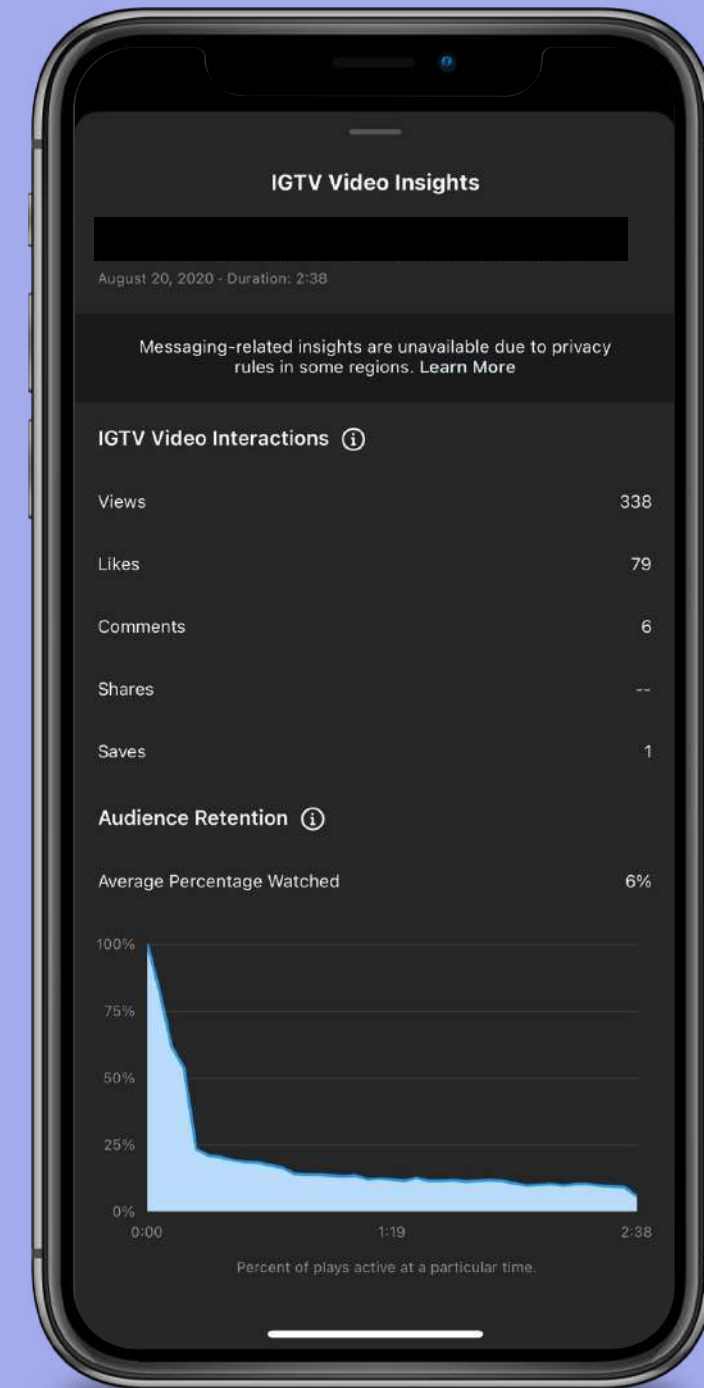 IGTV Video Insights
August 20, 2020 - Duration: 2:38
Messaging-related insights are unavailable due to privacy
rules in some regions. Learn More
IGTV Video Interactions
Views 338
Likes 79
Comments 6
Shares --
Saves 1
Audience Retention
Average Percentage Watched 6%
100%
75%
50%
25%
0%
0:00 1:19 2:38
Percent of plays active at a particular time.